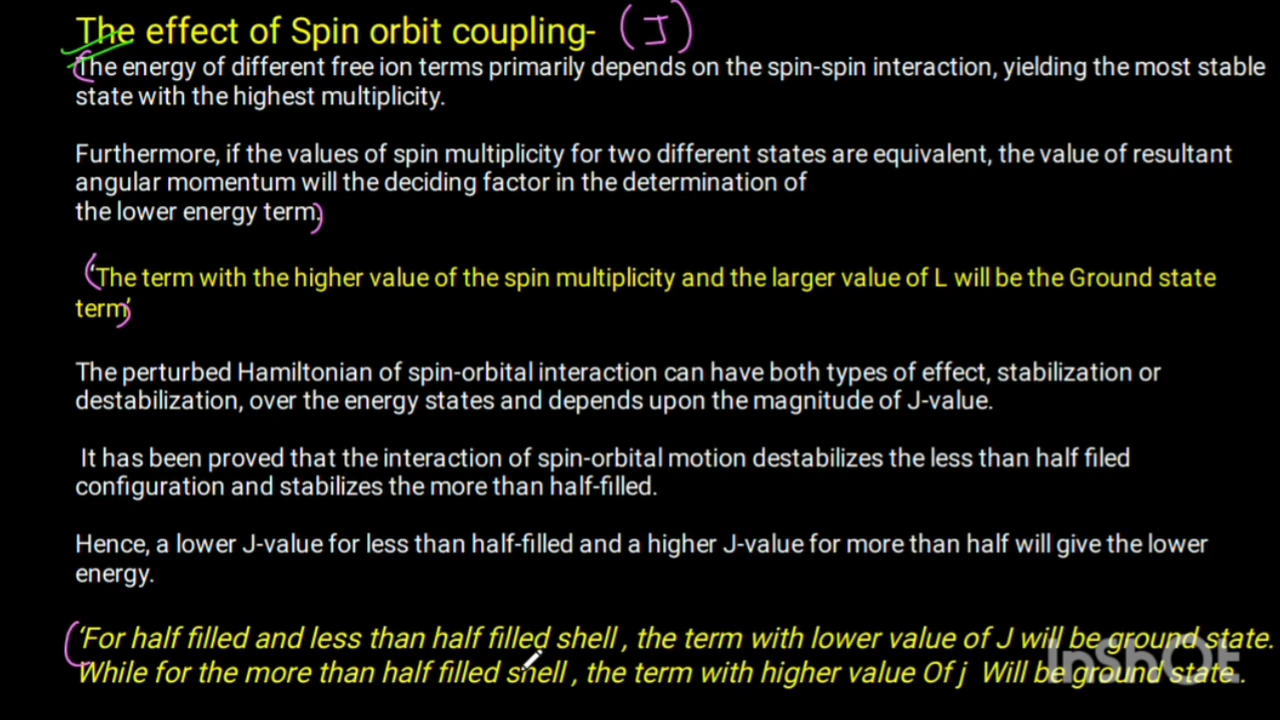 The effect of Spin orbit coupling- (J)
The energy of different free ion terms primarily depends on the spin-spin interaction, yielding the most stable
state with the highest multiplicity.
Furthermore, if the values of spin multiplicity for two different states are equivalent, the value of resultant
angular momentum will the deciding factor in the determination of
the lower energy term.)
('The term with the higher value of the spin multiplicity and the larger value of L will be the Ground state
term')
The perturbed Hamiltonian of spin-orbital interaction can have both types of effect, stabilization or
destabilization, over the energy states and depends upon the magnitude of J-value.
It has been proved that the interaction of spin-orbital motion destabilizes the less than half filed
configuration and stabilizes the more than half-filled.
Hence, a lower J-value for less than half-filled and a higher J-value for more than half will give the lower
energy.
('For half filled and less than half filled shell , the term with lower value of J will be ground state.
While for the more than half filled shell , the term with higher value Of j Will be ground state .
InShOt